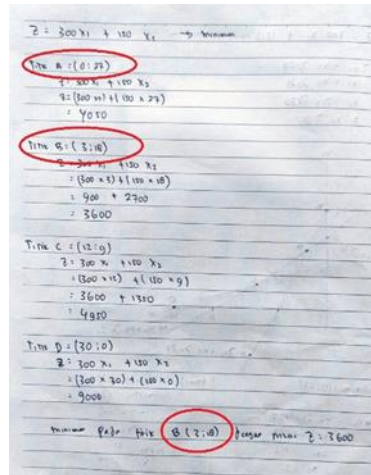 Z = 300 x₁ + 150 x₂ → minimum
Titik A : (0 : 27)
Z = 300 x₁ + 150 x₂
Z = (300 x 0) + (150 x 27)
= 4050
Titik B : (3 ; 18)
Z = 300 x₁ + 150 x₂
= (300 x 3) + (150 x 18)
= 900 + 2700
= 3600
Titik C = (12 : 9)
Z = 300 x₁ + 150 x₂
= (300 x 12) + (150 x 9)
= 3600 + 1350
= 4950
Titik D = (30 : 0)
Z = 300 x₁ + 150 x₂
= (300 x 30) + (150 x 0)
= 9000
minimum pada titik B (3 ; 18) dengan nilai Z = 3600